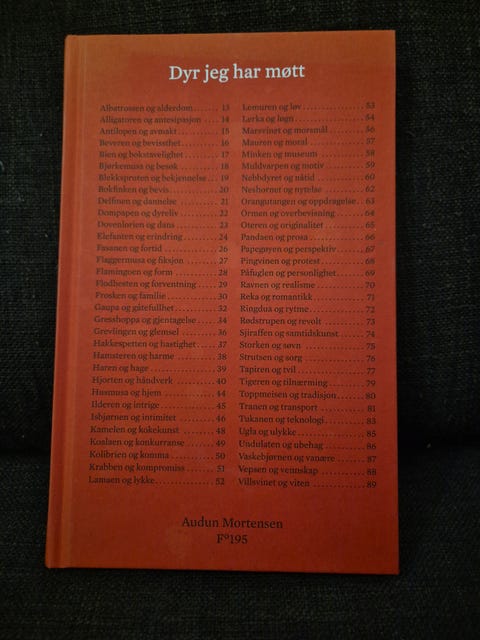 Dyr jeg har møtt
Albatrossen og alderdom....... 13
Alligatoren og antesipasjon .... 14
Antilopen og avmakt............ 15
Beveren og bevissthet........... 16
Bien og bokstavelighet.......... 17
Bjørkemusa og besøk........... 18
Blekkspruten og bekjennelse ... 19
Bokfinken og bevis.............. 20
Delfinen og dannelse ........... 21
Dompapen og dyreliv........... 22
Dovenlorien og dans............ 23
Elefanten og erindring.......... 24
Fasanen og fortid ............... 26
Flaggermusa og fiksjon ......... 27
Flamingoen og form ............ 28
Flodhesten og forventning ..... 29
Frosken og familie .............. 30
Gaupa og gåtefullhet............ 32
Gresshoppa og gjentagelse...... 34
Grevlingen og glemsel .......... 36
Hakkespetten og hastighet...... 37
Hamsteren og harme ........... 38
Haren og hage .................. 39
Hjorten og håndverk ........... 40
Husmusa og hjem .............. 44
Ilderen og intrige............... 45
Isbjørnen og intimitet .......... 46
Kamelen og kokekunst ......... 48
Koalaen og konkurranse........ 49
Kolibrien og komma............ 50
Krabben og kompromiss ....... 51
Lamaen og lykke................ 52
Lemuren og løv ................. 53
Lerka og løgn................... 54
Marsvinet og morsmål.......... 56
Mauren og moral ............... 57
Minken og museum ............ 58
Muldvarpen og motiv .......... 59
Nebbdyret og nåtid ............. 60
Neshornet og nytelse ........... 62
Orangutangen og oppdragelse. 63
Ormen og overbevisning ....... 64
Oteren og originalitet .......... 65
Pandaen og prosa ............... 66
Papegøyen og perspektiv....... 67
Pingvinen og protest............ 68
Påfuglen og personlighet....... 69
Ravnen og realisme ............. 70
Reka og romantikk ............. 71
Ringdua og rytme............... 72
Rødstrupen og revolt ........... 73
Sjiraffen og samtidskunst ...... 74
Storken og søvn ................ 75
Strutsen og sorg ................ 76
Tapiren og tvil .................. 77
Tigeren og tilnærming.......... 79
Toppmeisen og tradisjon........ 80
Tranen og transport ............ 81
Tukanen og teknologi........... 83
Ugla og ulykke.................. 85
Undulaten og ubehag ........... 86
Vaskebjørnen og vanære........ 87
Vepsen og vennskap ............ 88
Villsvinet og viten .............. 89
Audun Mortensen
Fº195